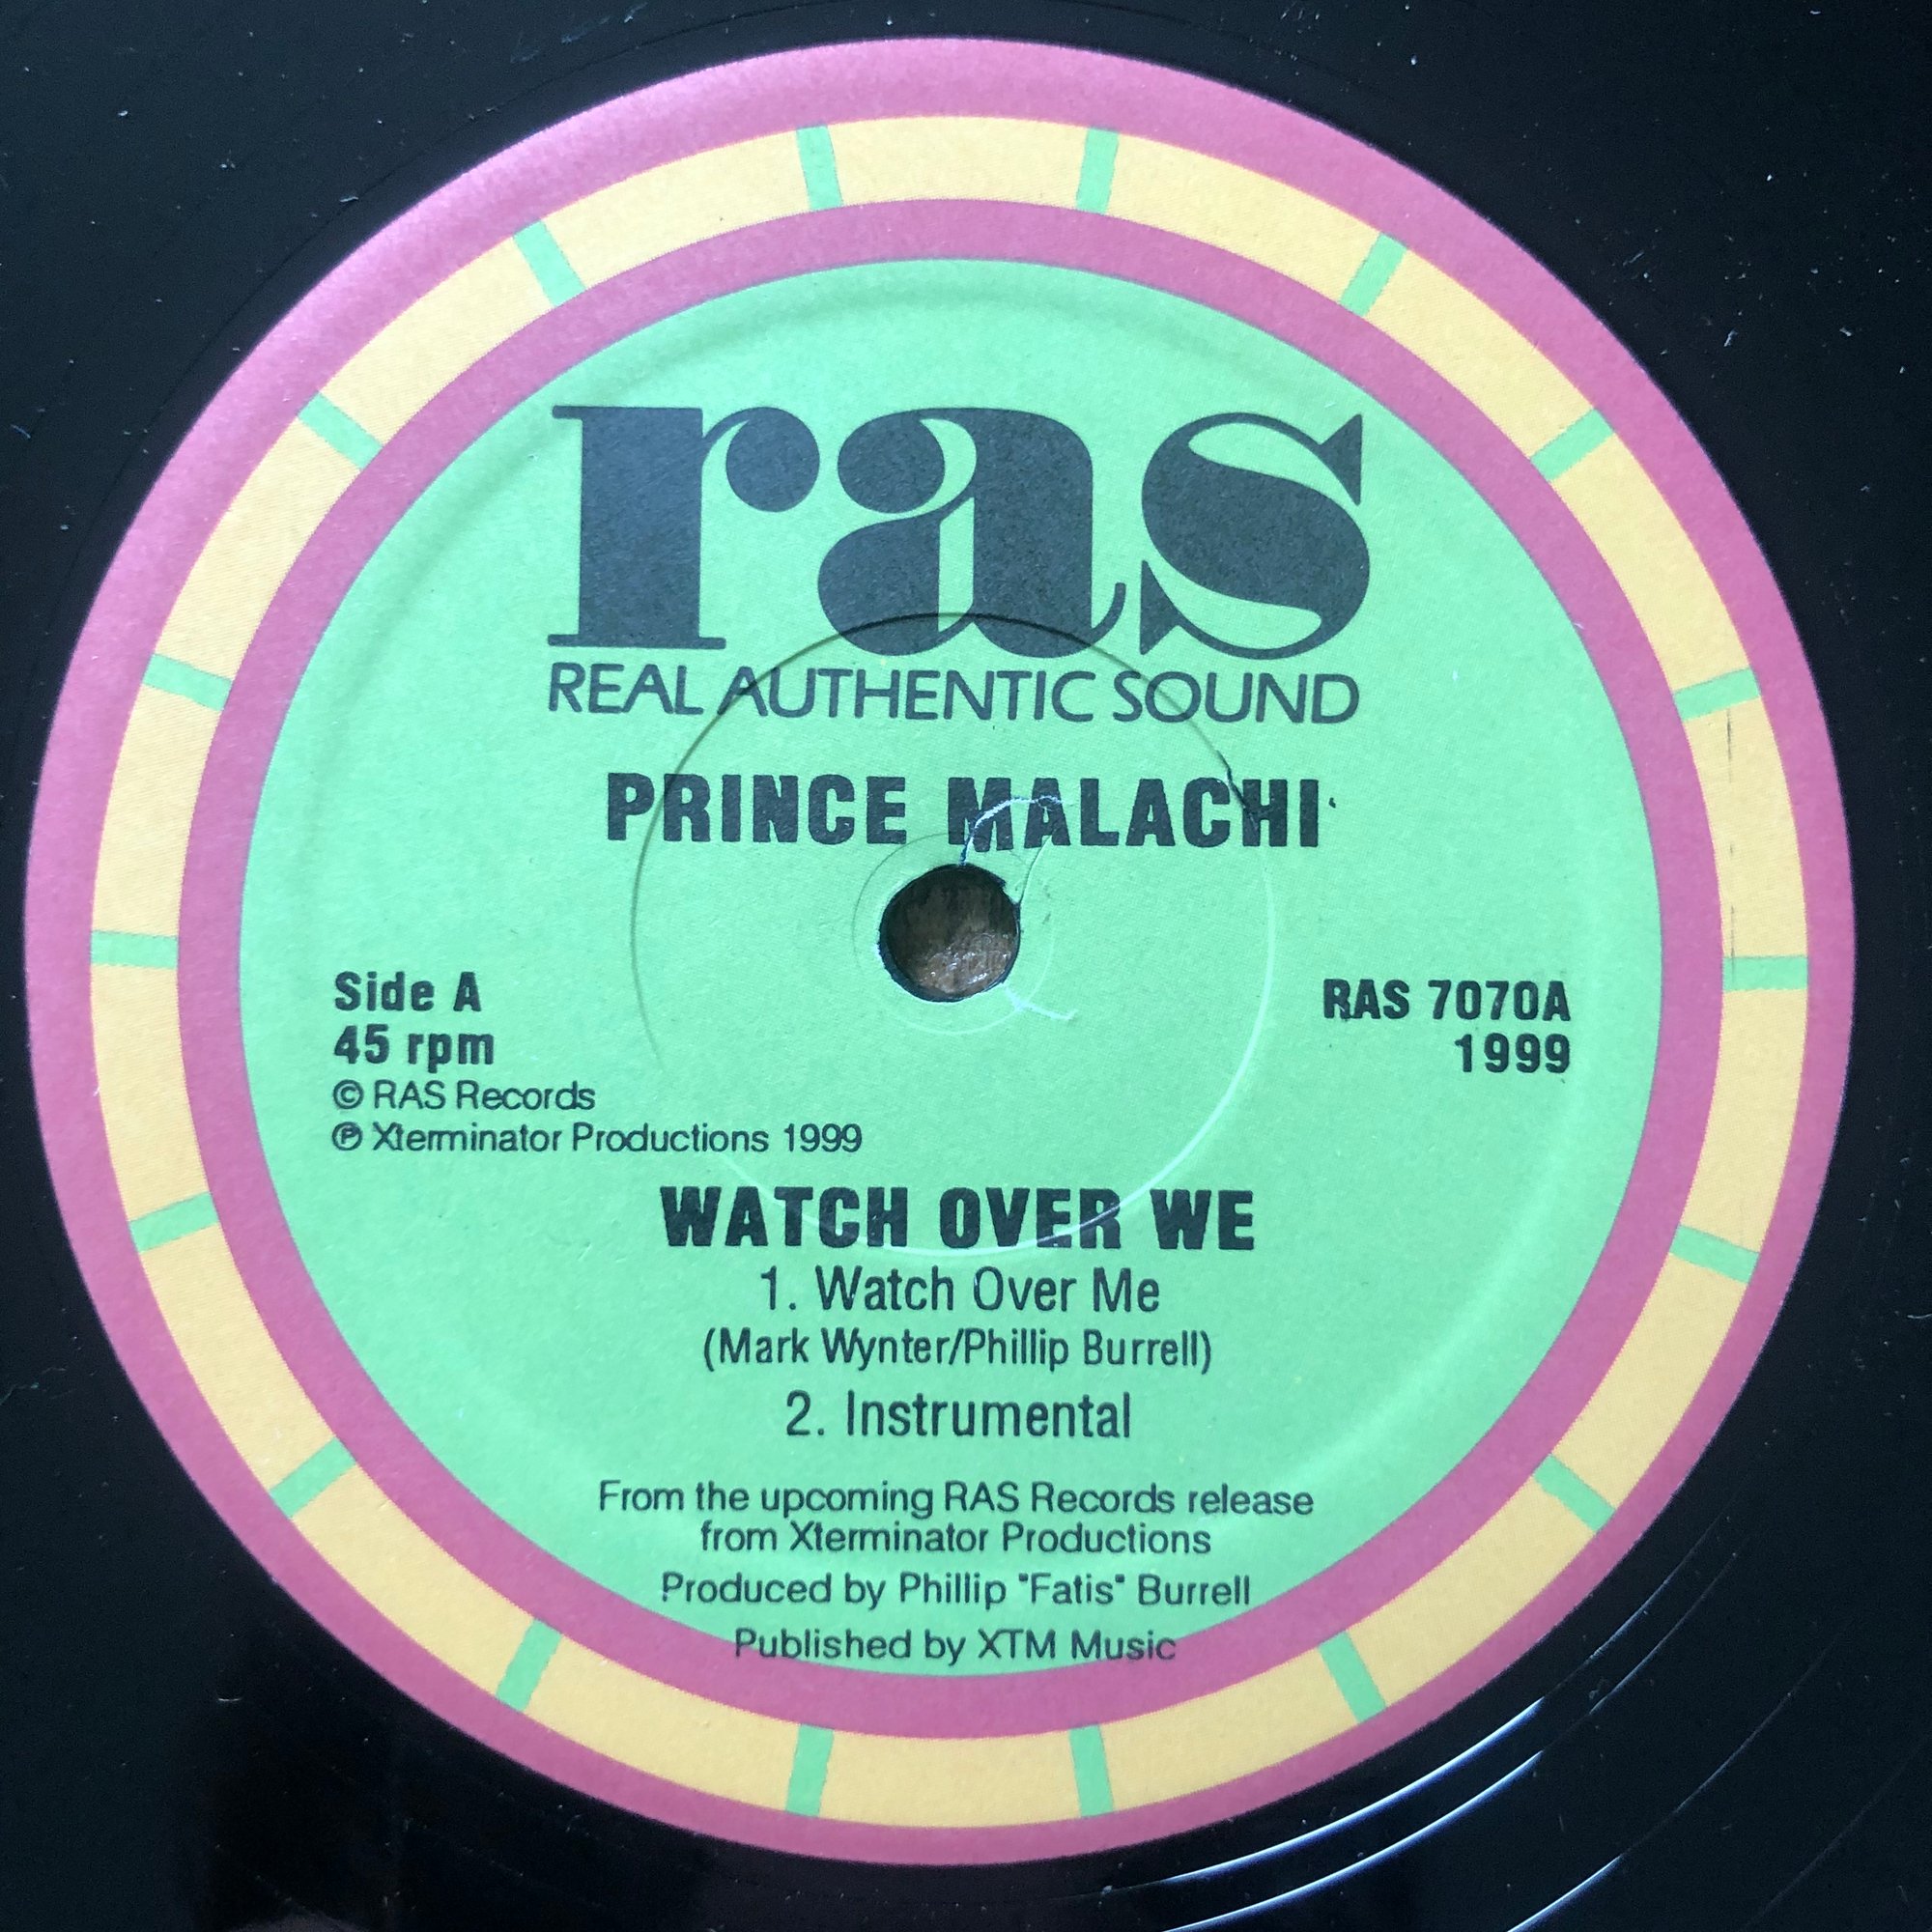 ras
REAL AUTHENTIC SOUND
PRINCE MALACHI
Side A
45 rpm
© RAS Records
℗ Xterminator Productions 1999
RAS 7070A
1999
WATCH OVER WE
1. Watch Over Me
(Mark Wynter/Phillip Burrell)
2. Instrumental
From the upcoming RAS Records release
from Xterminator Productions
Produced by Phillip "Fatis" Burrell
Published by XTM Music